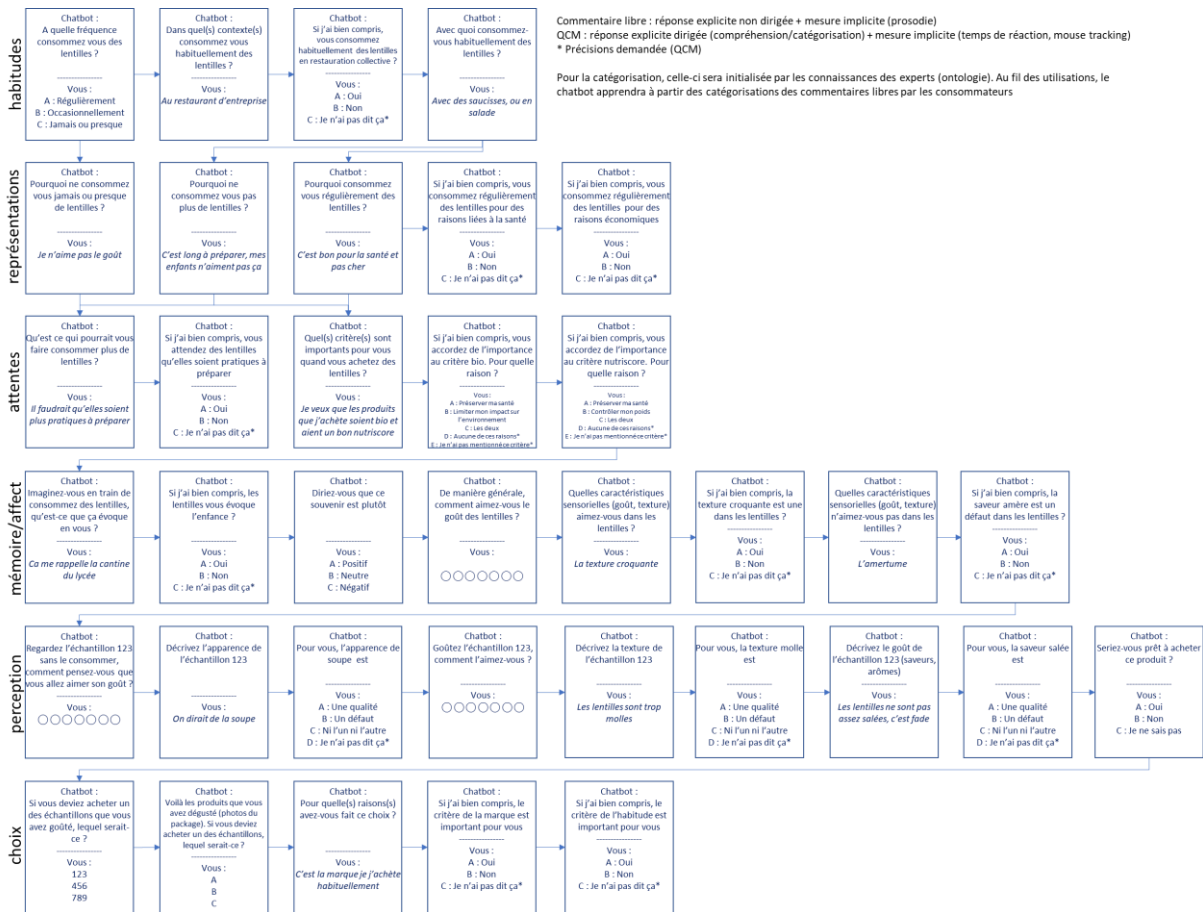 Commentaire libre : réponse explicite non dirigée + mesure implicite (prosodie)
QCM : réponse explicite dirigée (compréhension/catégorisation) + mesure implicite (temps de réaction, mouse tracking)
* Précisions demandée (QCM)
Pour la catégorisation, celle-ci sera initialisée par les connaissances des experts (ontologie). Au fil des utilisations, le
chatbot apprendra à partir des catégorisations des commentaires libres par les consommateurs
habitudes
Chatbot :
A quelle fréquence
consommez vous des
lentilles ?
----------------
Vous :
A : Régulièrement
B : Occasionnellement
C : Jamais ou presque
Chatbot :
Dans quel(s) contexte(s)
consommez vous
habituellement des
lentilles ?
----------------
Vous :
Au restaurant d'entreprise
Chatbot :
Si j'ai bien compris,
vous consommez
habituellement des lentilles
en restauration collective ?
----------------
Vous :
A : Oui
B : Non
C : Je n'ai pas dit ça*
Chatbot :
Avec quoi consommez-
vous habituellement des
lentilles ?
----------------
Vous :
Avec des saucisses, ou en
salade
représentations
Chatbot :
Pourquoi ne consommez
vous jamais ou presque
de lentilles ?
----------------
Vous :
Je n'aime pas le goût
Chatbot :
Pourquoi ne
consommez vous pas
plus de lentilles ?
----------------
Vous :
C'est long à préparer, mes
enfants n'aiment pas ça
Chatbot :
Pourquoi consommez
vous régulièrement des
lentilles ?
----------------
Vous :
C'est bon pour la santé et
pas cher
Chatbot :
Si j'ai bien compris, vous
consommez régulièrement
des lentilles pour des
raisons liées à la santé
----------------
Vous :
A : Oui
B : Non
C : Je n'ai pas dit ça*
Chatbot :
Si j'ai bien compris, vous
consommez régulièrement
des lentilles pour des
raisons économiques
----------------
Vous :
A : Oui
B : Non
C : Je n'ai pas dit ça*
attentes
Chatbot :
Qu'est ce qui pourrait vous
faire consommer plus de
lentilles ?
----------------
Vous :
Il faudrait qu'elles soient
plus pratiques à préparer
Chatbot :
Si j'ai bien compris, vous
attendez des lentilles
qu'elles soient pratiques à
préparer
----------------
Vous :
A : Oui
B : Non
C : Je n'ai pas dit ça*
Chatbot :
Quel(s) critère(s) sont
importants pour vous
quand vous achetez des
lentilles ?
----------------
Vous :
Je veux que les produits
que j'achète soient bio et
aient un bon nutriscore
Chatbot :
Si j'ai bien compris, vous
accordez de l'importance
au critère bio. Pour quelle
raison ?
----------------
Vous :
A : Préserver ma santé
B : Limiter mon impact sur
l'environnement
C : Les deux
D : Aucune de ces raisons*
E : Je n'ai pas mentionné ce critère*
Chatbot :
Si j'ai bien compris, vous
accordez de l'importance
au critère nutriscore. Pour
quelle raison ?
----------------
Vous :
A : Préserver ma santé
B : Contrôler mon poids
C : Les deux
D : Aucune de ces raisons*
E : Je n'ai pas mentionné ce critère*
mémoire/affect
Chatbot :
Imaginez-vous en train de
consommez des lentilles,
qu'est-ce que ça évoque
en vous ?
----------------
Vous :
Ca me rappelle la cantine
du lycée
Chatbot :
Si j'ai bien compris, les
lentilles vous évoque
l'enfance ?
----------------
Vous :
A : Oui
B : Non
C : Je n'ai pas dit ça*
Chatbot :
Diriez-vous que ce
souvenir est plutôt
----------------
Vous :
A : Positif
B : Neutre
C : Négatif
Chatbot :
De manière générale,
comment aimez-vous le
goût des lentilles ?
----------------
Vous :
Chatbot :
Quelles caractéristiques
sensorielles (goût, texture)
aimez-vous dans les
lentilles ?
----------------
Vous :
La texture croquante
Chatbot :
Si j'ai bien compris, la
texture croquante est une
dans les lentilles ?
----------------
Vous :
A : Oui
B : Non
C : Je n'ai pas dit ça*
Chatbot :
Quelles caractéristiques
sensorielles (goût, texture)
n'aimez-vous pas dans les
lentilles ?
----------------
Vous :
L'amertume
Chatbot :
Si j'ai bien compris, la
saveur amère est un
défaut dans les lentilles ?
----------------
Vous :
A : Oui
B : Non
C : Je n'ai pas dit ça*
perception
Chatbot :
Regardez l'échantillon 123
sans le consommer,
comment pensez-vous que
vous allez aimer son goût ?
----------------
Vous :
Chatbot :
Décrivez l'apparence de
l'échantillon 123
----------------
Vous :
On dirait de la soupe
Chatbot :
Pour vous, l'apparence de
soupe est
----------------
Vous :
A : Une qualité
B : Un défaut
C : Ni l'un ni l'autre
D : Je n'ai pas dit ça*
Chatbot :
Goûtez l'échantillon 123,
comment l'aimez-vous ?
----------------
Vous :
Chatbot :
Décrivez la texture de
l'échantillon 123
----------------
Vous :
Les lentilles sont trop
molles
Chatbot :
Pour vous, la texture molle est
----------------
Vous :
A : Une qualité
B : Un défaut
C : Ni l'un ni l'autre
D : Je n'ai pas dit ça*
Chatbot :
Décrivez le goût de
l'échantillon 123 (saveurs,
arômes)
----------------
Vous :
Les lentilles ne sont pas
assez salées, c'est fade
Chatbot :
Pour vous, la saveur salée
est
----------------
Vous :
A : Une qualité
B : Un défaut
C : Ni l'un ni l'autre
D : Je n'ai pas dit ça*
Chatbot :
Seriez-vous prêt à acheter
ce produit ?
----------------
Vous :
A : Oui
B : Non
C : Je ne sais pas
choix
Chatbot :
Si vous deviez acheter un
des échantillons que vous
avez goûté, lequel serait-
ce ?
----------------
Vous :
123
456
789
Chatbot :
Voilà les produits que vous
avez dégusté (photos du
package). Si vous deviez
acheter un des échantillons,
lequel serait-ce ?
----------------
Vous :
A
B
C
Chatbot :
Pour quelle(s) raisons(s)
avez-vous fait ce choix ?
----------------
Vous :
C'est la marque je j'achète
habituellement
Chatbot :
Si j'ai bien compris, le
critère de la marque est
important pour vous
----------------
Vous :
A : Oui
B : Non
C : Je n'ai pas dit ça*
Chatbot :
Si j'ai bien compris, le
critère de l'habitude est
important pour vous
----------------
Vous :
A : Oui
B : Non
C : Je n'ai pas dit ça*